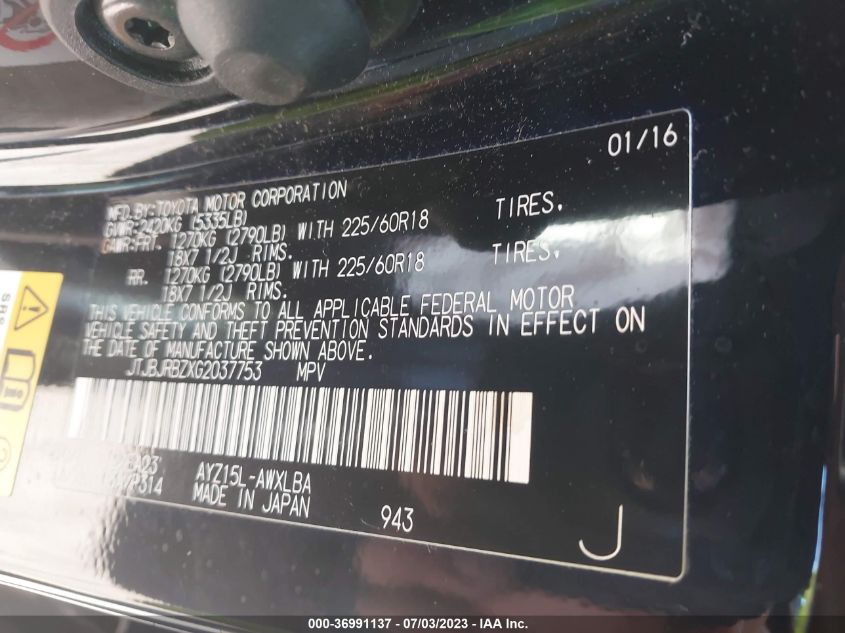 01/16
MFD.BY:TOYOTA MOTOR CORPORATION
GVWR:2420KG (5335LB)
GAWR:FRT. 1270KG (2790LB) WITH 225/60R18 TIRES,
18X7 1/2J RIMS.
RR. 1270KG (2790LB) WITH 225/60R18 TIRES,
18X7 1/2J RIMS.
THIS VEHICLE CONFORMS TO ALL APPLICABLE FEDERAL MOTOR
VEHICLE SAFETY AND THEFT PREVENTION STANDARDS IN EFFECT ON
THE DATE OF MANUFACTURE SHOWN ABOVE.
JTJBJRBZXG2037753 MPV
AYZ15L-AWXLBA
MADE IN JAPAN
943
J
000-36991137 - 07/03/2023 - IAA Inc.